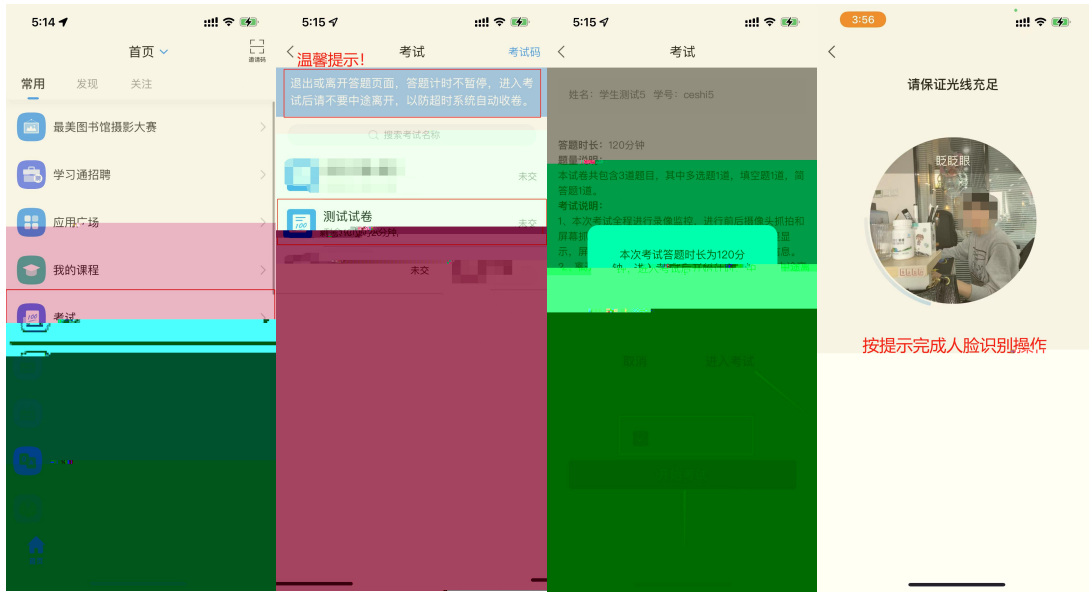 5:14
首页
邀请码
常用 发现 关注
最美图书馆摄影大赛
学习通招聘
应用广场
我的课程
考试
5:15
考试
考试码
温馨提示！
退出或离开答题页面，答题计时不暂停，进入考
试后请不要中途离开，以防超时系统自动收卷。
搜索考试名称
未交
测试试卷
未交
未交
5:15
考试
姓名：学生测试5 学号：ceshi5
答题时长：120分钟
题量说明：
本试卷共包含3道题目，其中多选题1道，填空题1道，简
答题1道。
考试说明：
1、本次考试全程进行录像监控，进行前后摄像头抓拍和
屏幕抓
示，屏
本次考试答题时长为120分
取消 进入考试
3:56
请保证光线充足
眨眨眼
按提示完成人脸识别操作